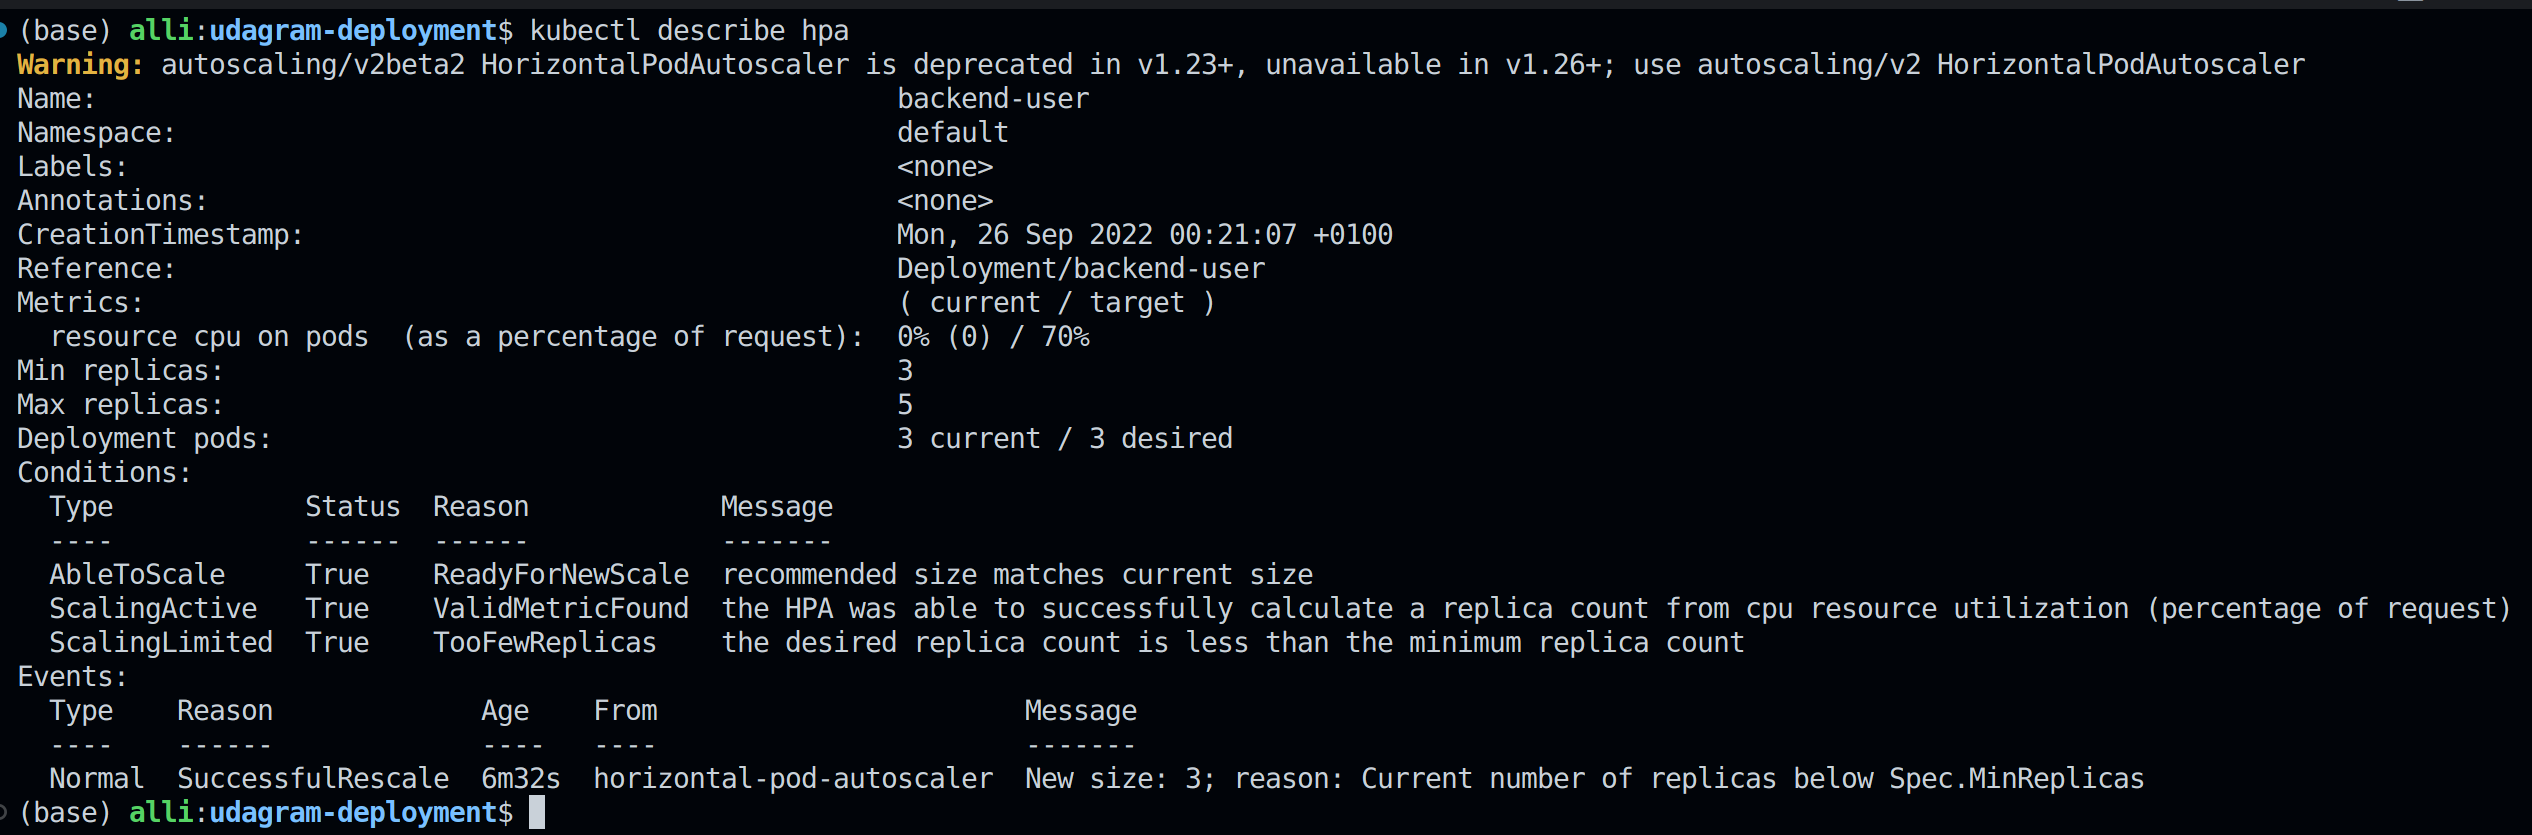 (base) alli:udagram-deployment$ kubectl describe hpa
Warning: autoscaling/v2beta2 HorizontalPodAutoscaler is deprecated in v1.23+, unavailable in v1.26+; use autoscaling/v2 HorizontalPodAutoscaler
Name:                                                  backend-user
Namespace:                                             default
Labels:                                                <none>
Annotations:                                           <none>
CreationTimestamp:                                     Mon, 26 Sep 2022 00:21:07 +0100
Reference:                                             Deployment/backend-user
Metrics:                                               ( current / target )
  resource cpu on pods  (as a percentage of request):  0% (0) / 70%
Min replicas:                                          3
Max replicas:                                          5
Deployment pods:                                       3 current / 3 desired
Conditions:
  Type            Status  Reason            Message
  ----            ------  ------            -------
  AbleToScale     True    ReadyForNewScale  recommended size matches current size
  ScalingActive   True    ValidMetricFound  the HPA was able to successfully calculate a replica count from cpu resource utilization (percentage of request)
  ScalingLimited  True    TooFewReplicas    the desired replica count is less than the minimum replica count
Events:
  Type    Reason             Age    From                       Message
  ----    ------             ----   ----                       -------
  Normal  SuccessfulRescale  6m32s  horizontal-pod-autoscaler  New size: 3; reason: Current number of replicas below Spec.MinReplicas
(base) alli:udagram-deployment$